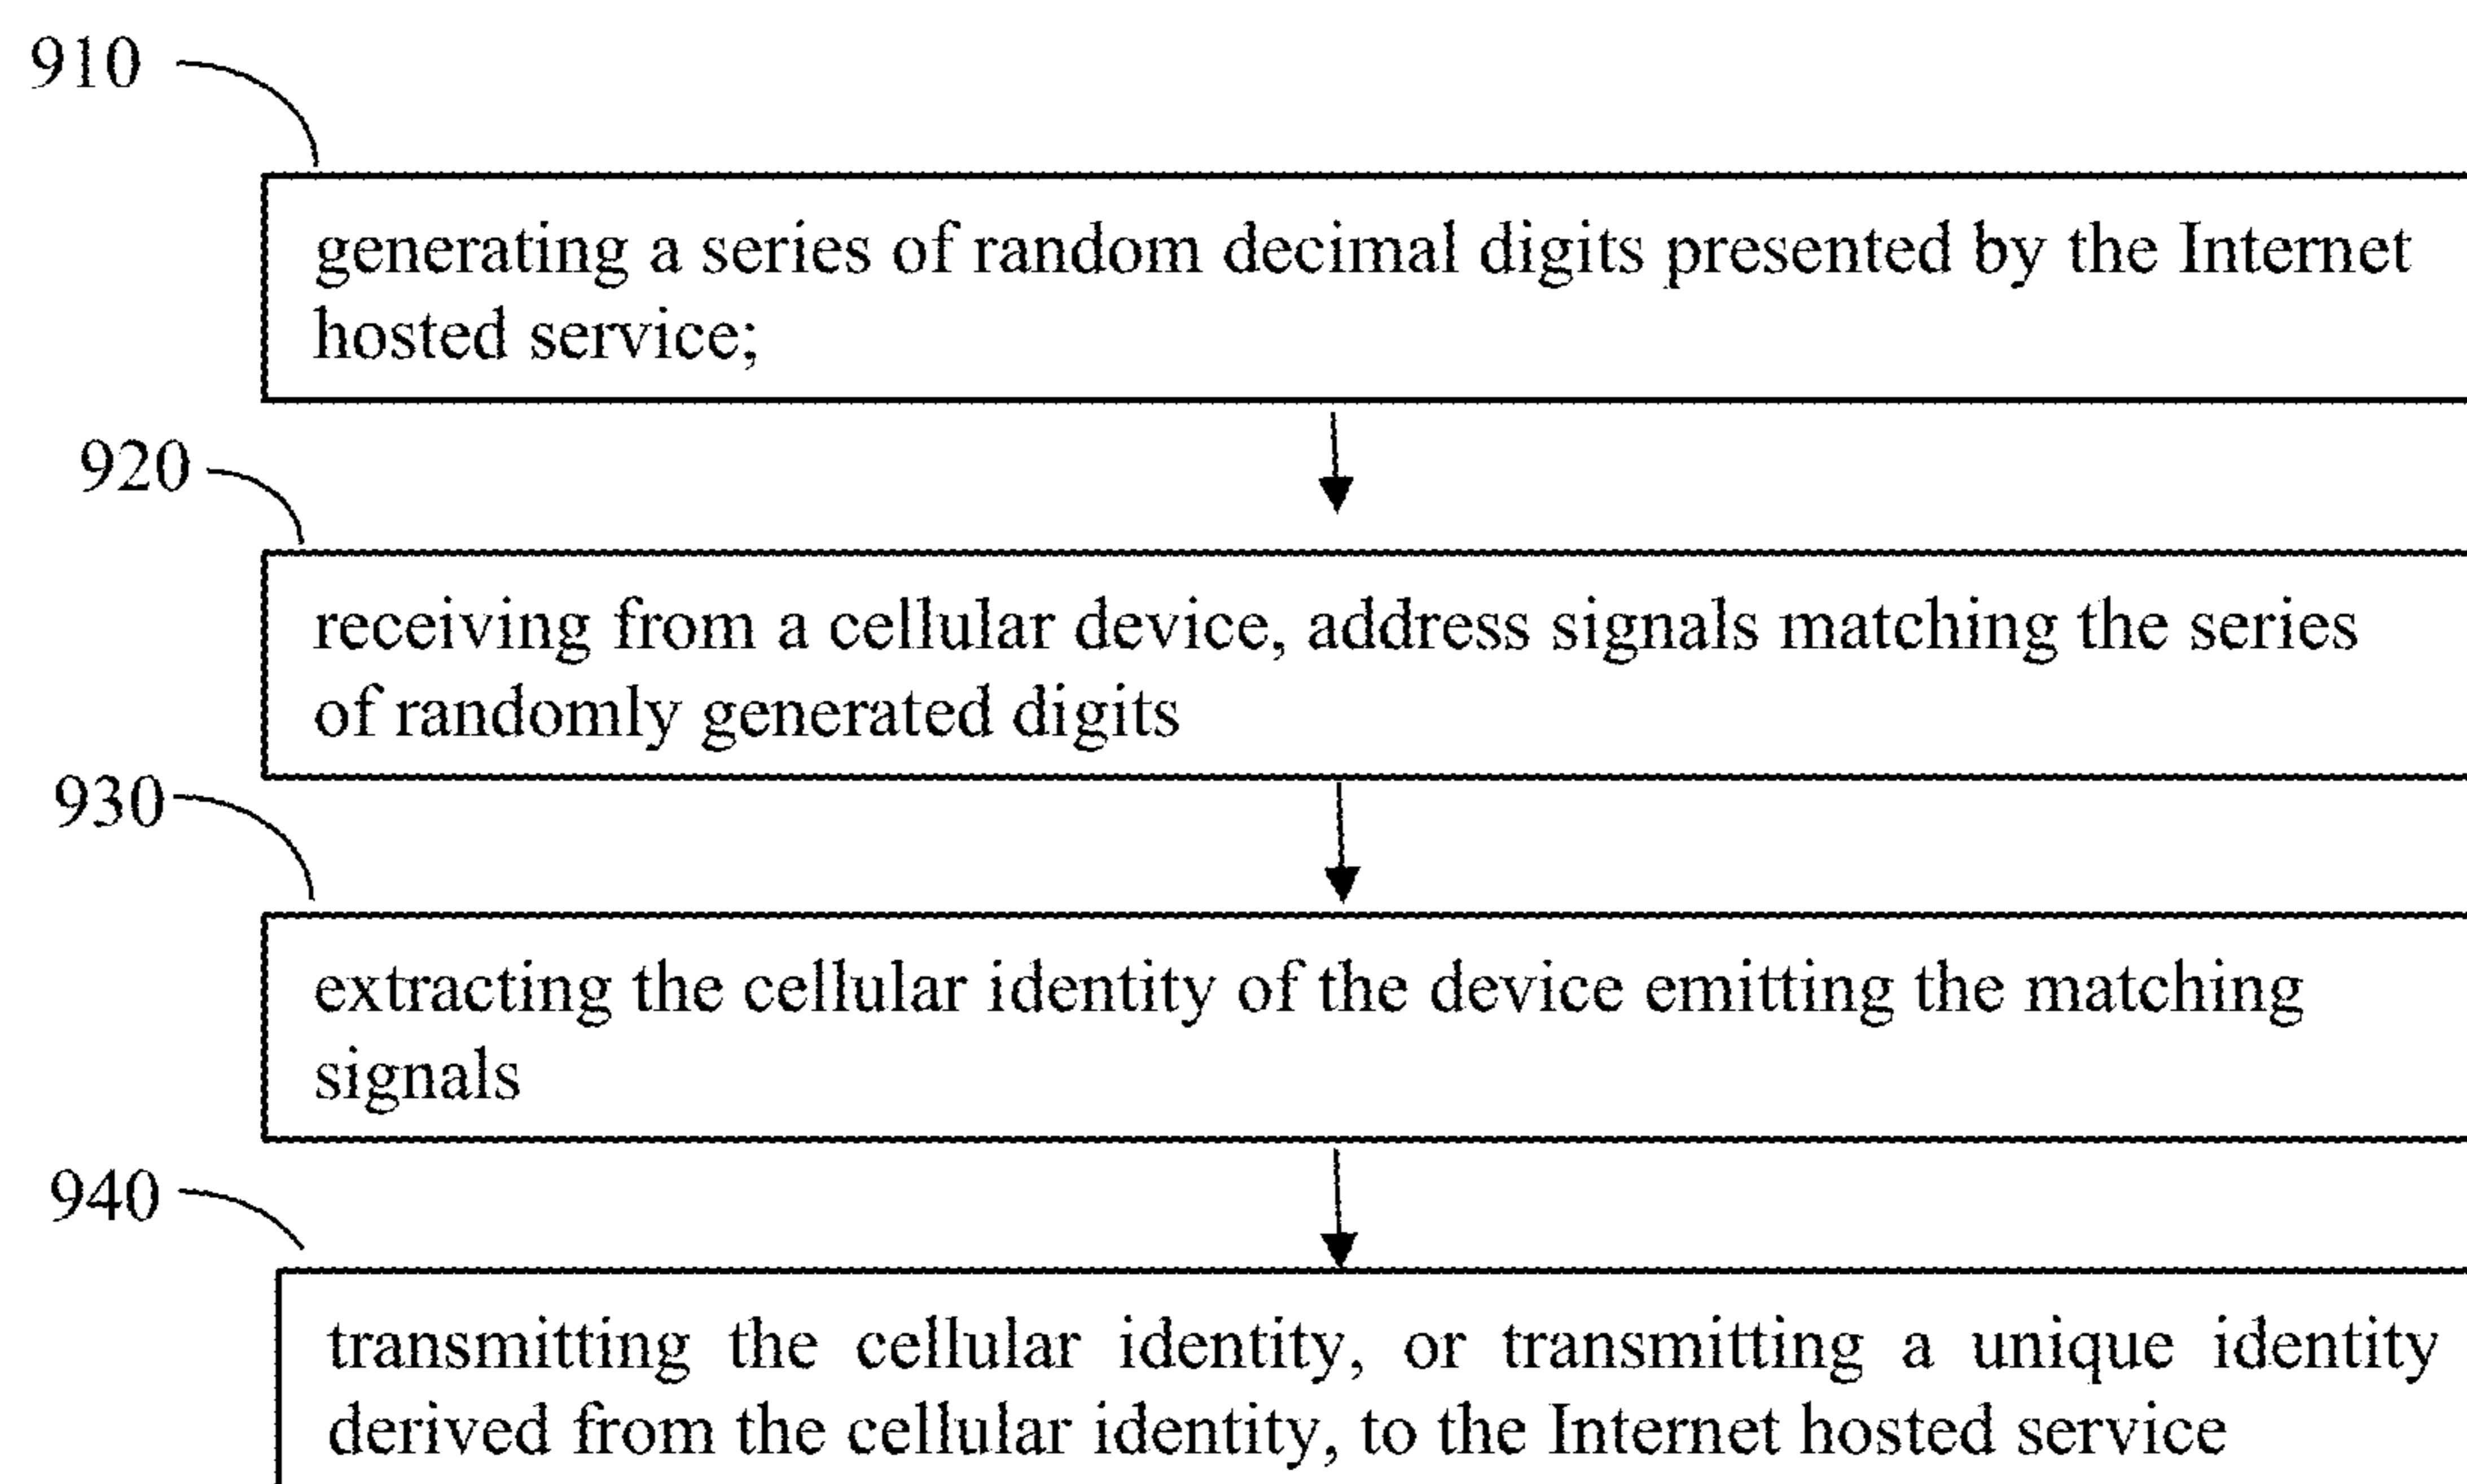 910
generating a series of random decimal digits presented by the Internet
hosted service;
920
receiving from a cellular device, address signals matching the series
of randomly generated digits
930
extracting the cellular identity of the device emitting the matching
signals
940
transmitting the cellular identity, or transmitting a unique identity
derived from the cellular identity, to the Internet hosted service